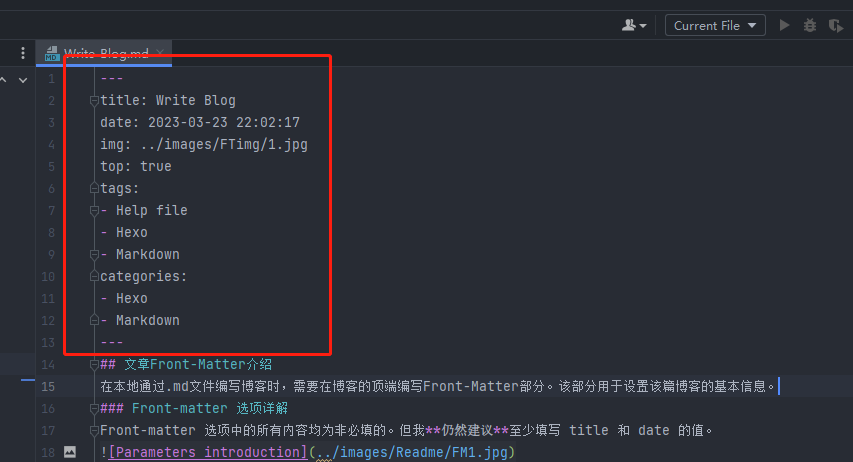 Current File
Write Blog.md
1 ---
2 title: Write Blog
3 date: 2023-03-23 22:02:17
4 img: ../images/FTimg/1.jpg
5 top: true
6 tags:
7 - Help file
8 - Hexo
9 - Markdown
10 categories:
11 - Hexo
12 - Markdown
13 ---
14 ## 文章Front-Matter介绍
15 在本地通过.md文件编写博客时，需要在博客的顶端编写Front-Matter部分。该部分用于设置该篇博客的基本信息。
16 ### Front-matter 选项详解
17 Front-matter 选项中的所有内容均为非必填的。但我**仍然建议**至少填写 title 和 date 的值。
18 ![Parameters introduction](../images/Readme/FM1.jpg)